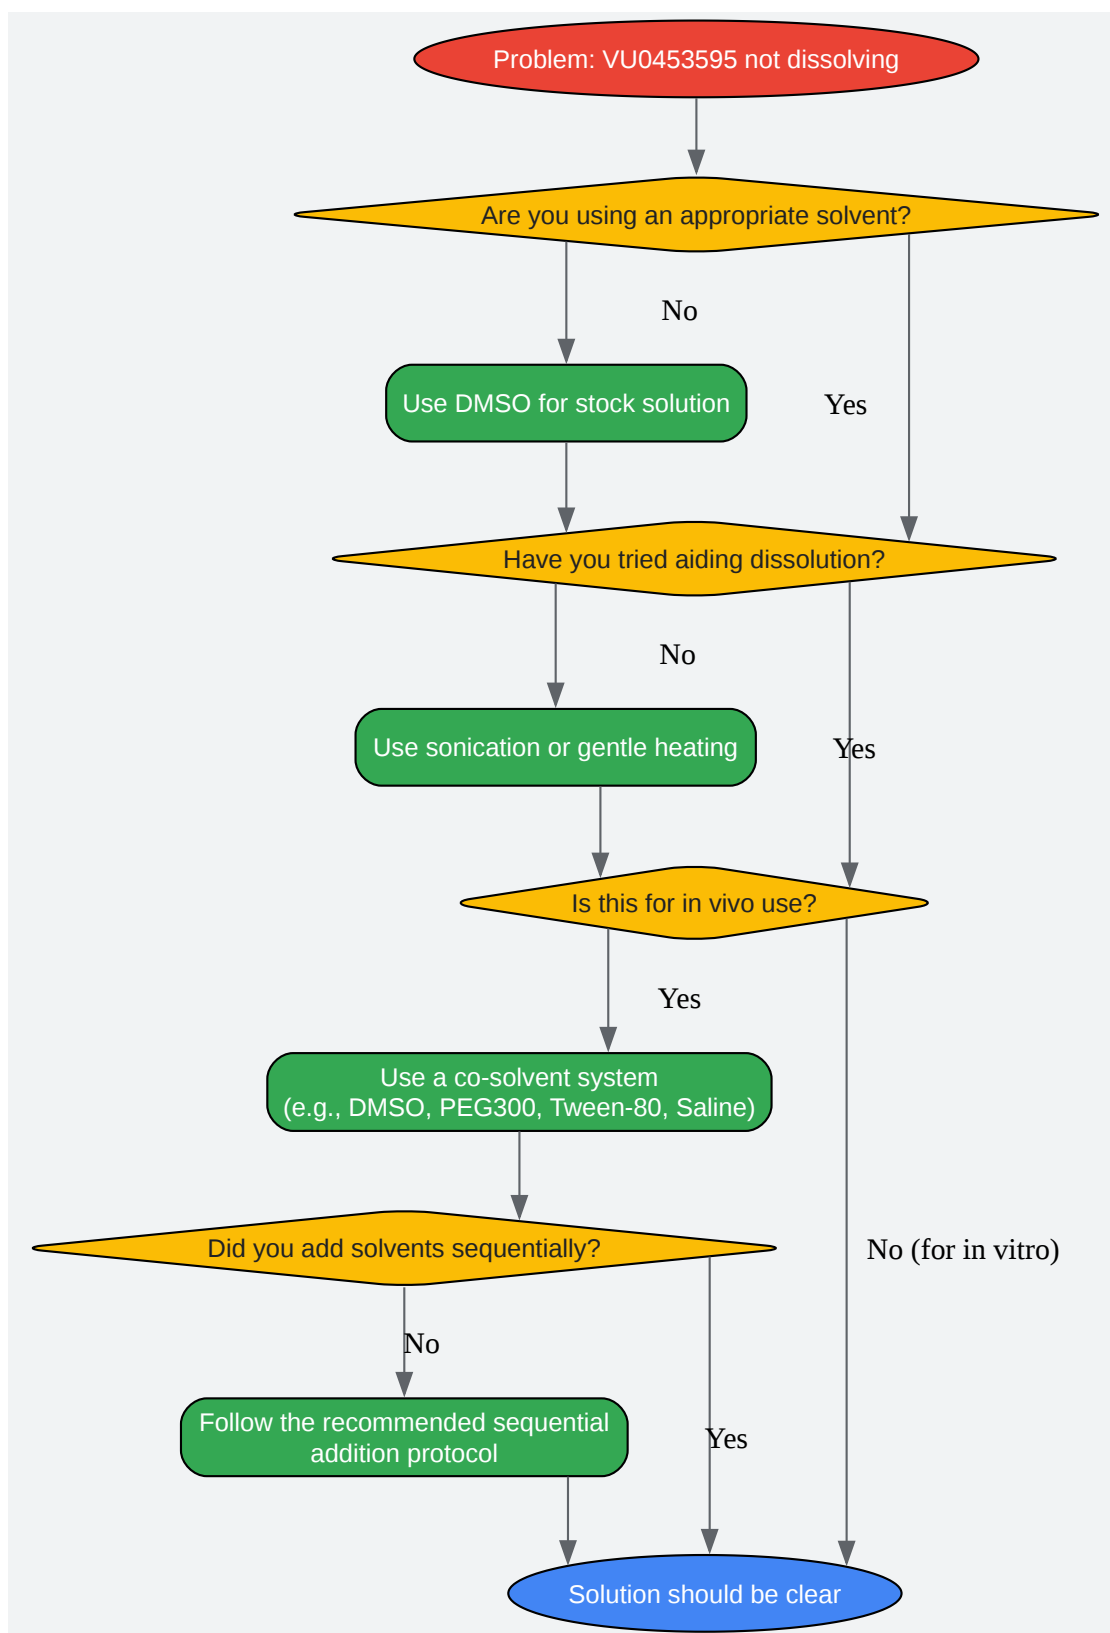 Problem: VU0453595 not dissolving
Are you using an appropriate solvent?
No
Use DMSO for stock solution
Yes
Have you tried aiding dissolution?
No
Use sonication or gentle heating
Yes
Is this for in vivo use?
Yes
Use a co-solvent system
(e.g., DMSO, PEG300, Tween-80, Saline)
Did you add solvents sequentially?
No (for in vitro)
No
Follow the recommended sequential
addition protocol
Yes
Solution should be clear